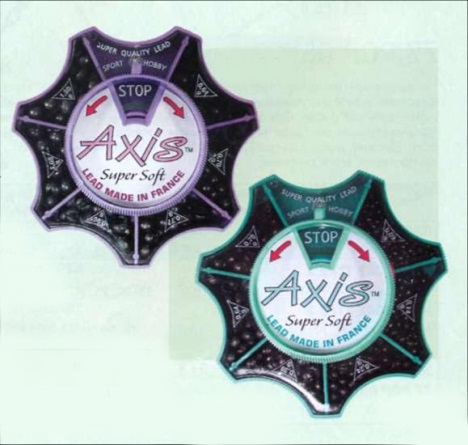 SUPER QUALITY LEAD
SPORT HOBBY
STOP
Axis™
Super Soft
LEAD MADE IN FRANCE
SUPER QUALITY LEAD
SPORT HOBBY
STOP
Axis™
Super Soft
LEAD MADE IN FRANCE